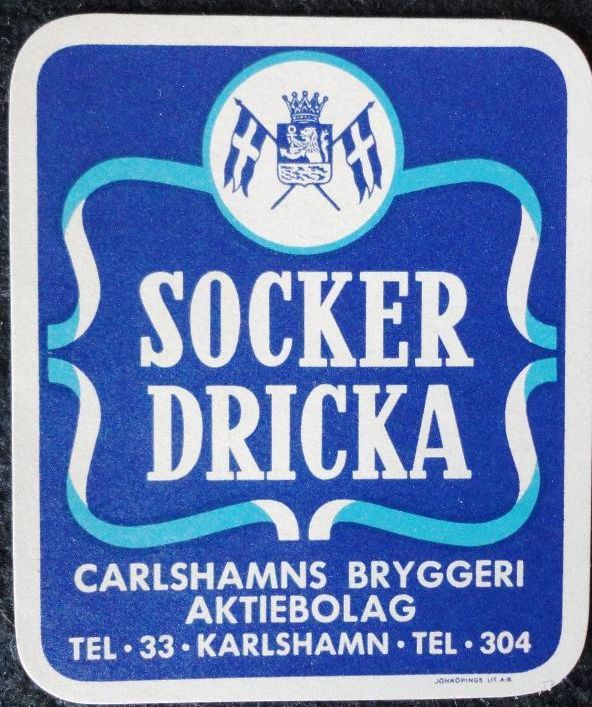 SOCKER
DRICKA
CARLSHAMNS BRYGGERI
AKTIEBOLAG
TEL • 33 • KARLSHAMN • TEL • 304
JÖNKÖPINGS LIT. A.-B.